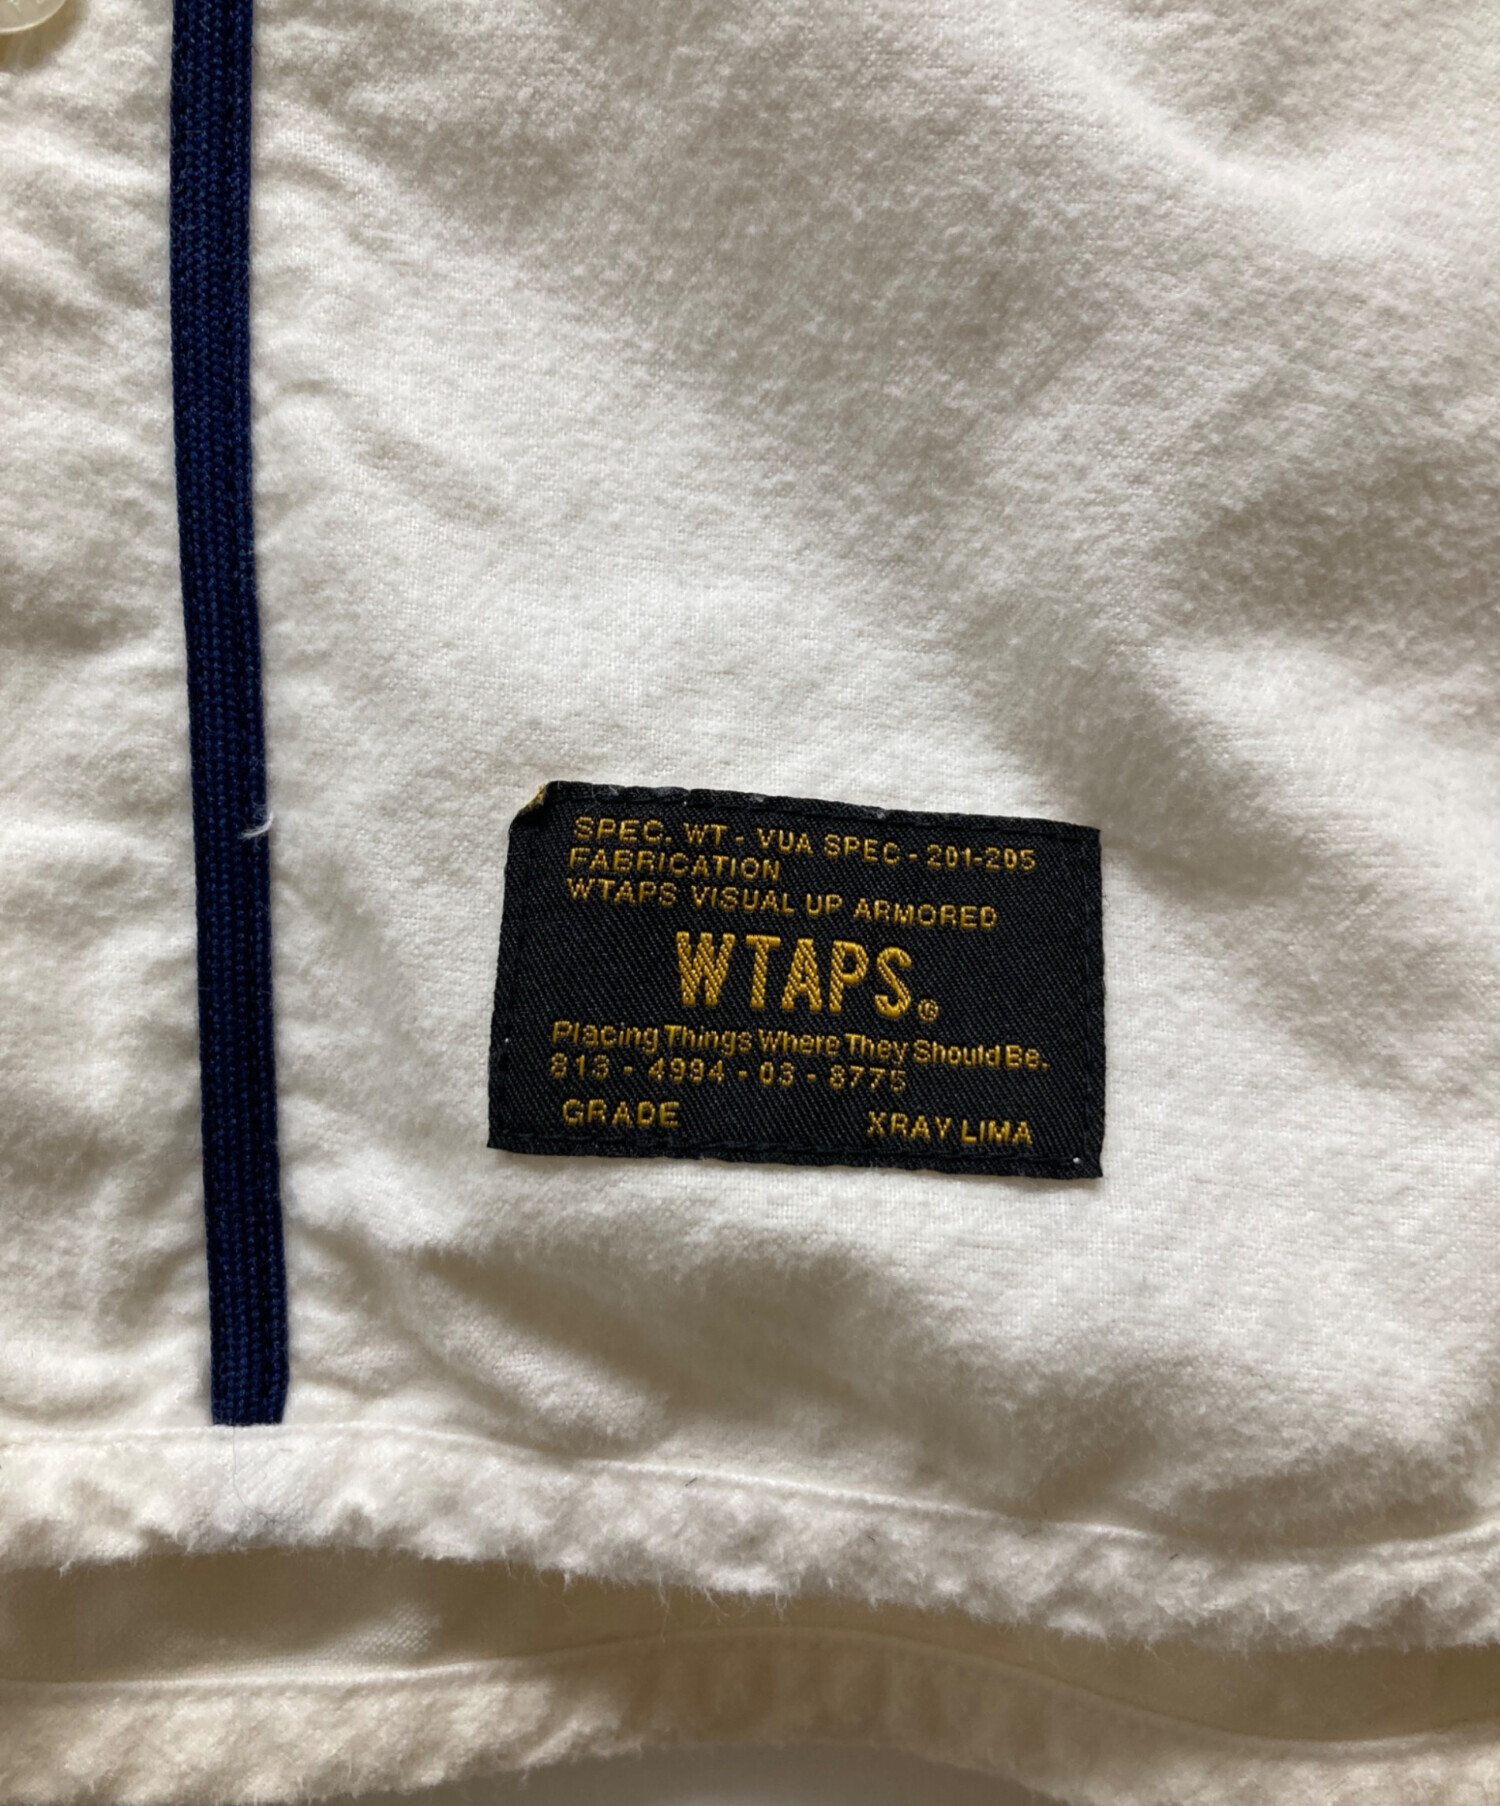 SPEC. WT - VUA SPEC - 201-205
FABRICATION
WTAPS VISUAL UP ARMORED
WTAPS.®
Placing Things Where They Should Be.
813 - 4994 - 03 - 8775
GRADE XRAY LIMA